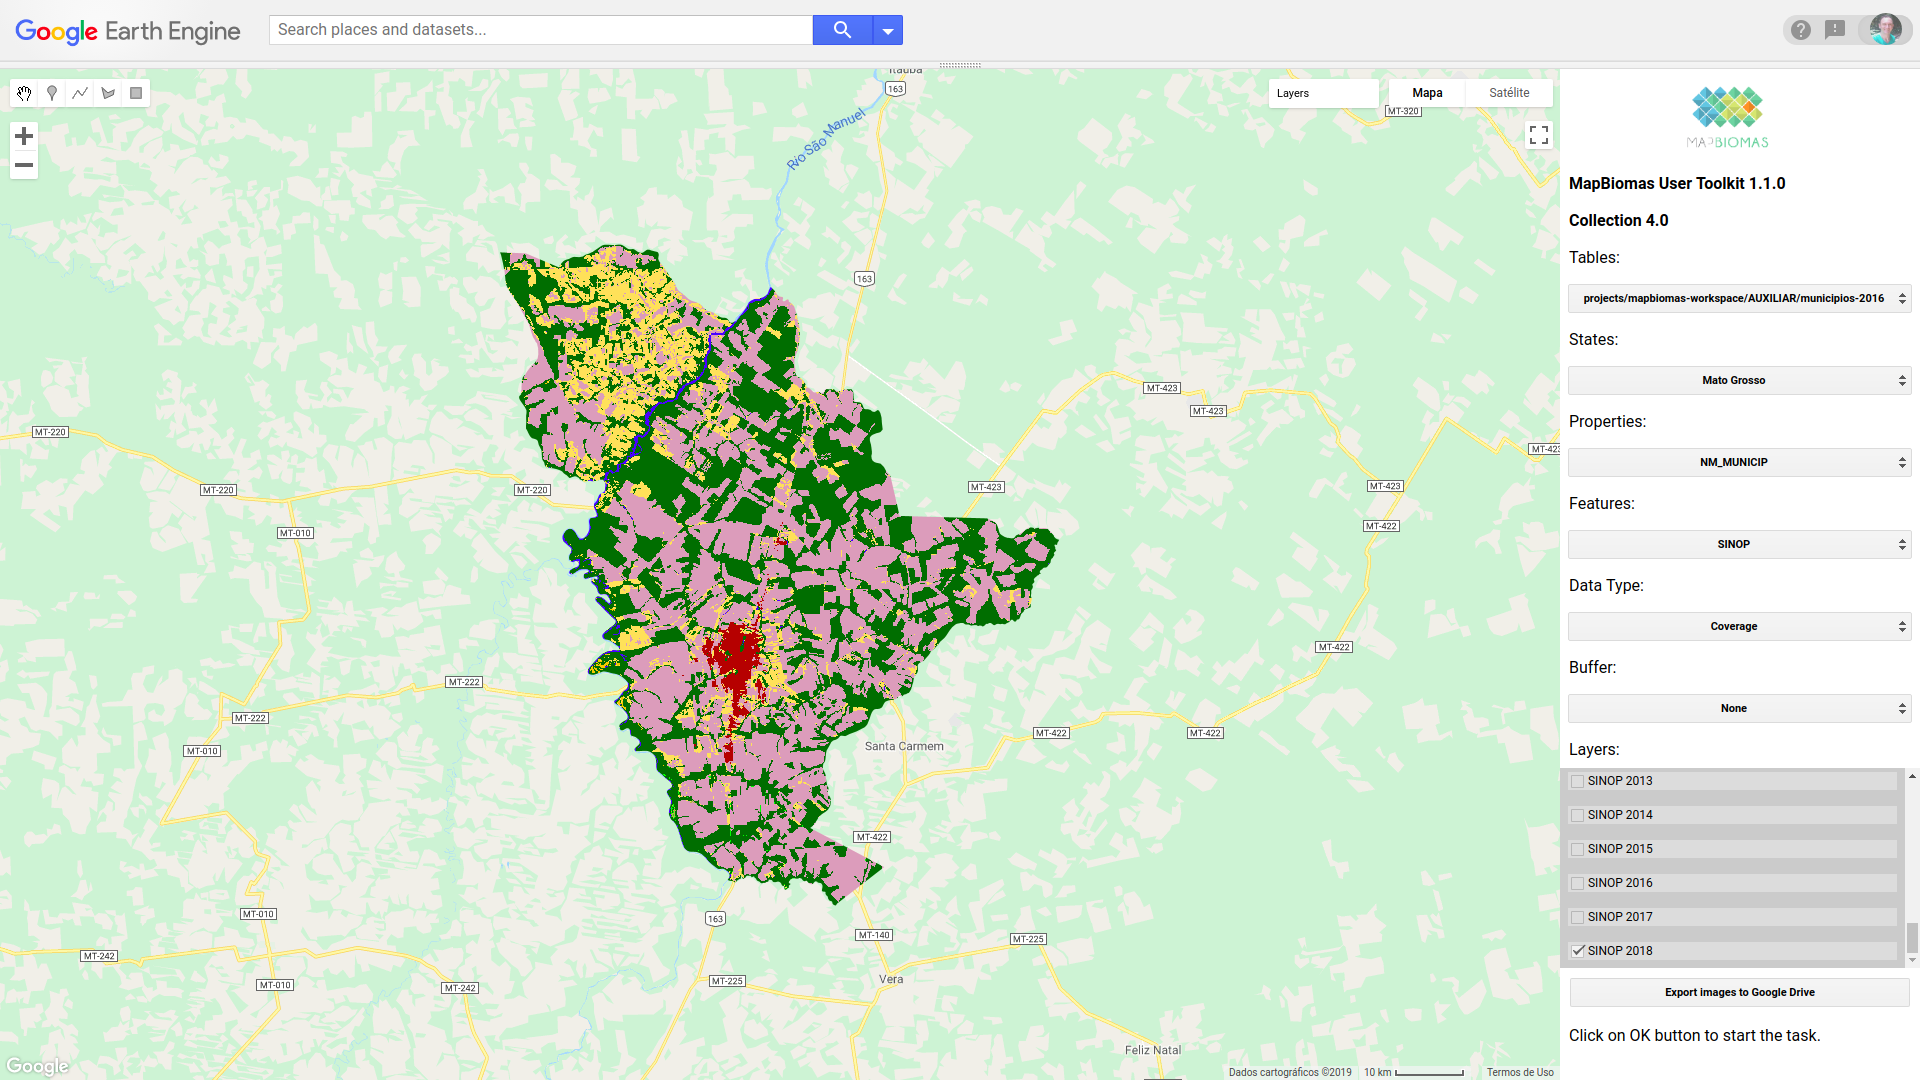 Google Earth Engine
Search places and datasets...
Layers
Mapa
Satélite
Itaúba
163
MT-320
Rio São Manuel
163
MT-423
MT-423
MT-220
MT-423
MT-220
MT-220
MT-423
MT-423
MT-010
MT-422
MT-422
MT-222
MT-222
MT-010
MT-422
MT-422
Santa Carmem
MT-422
MT-010
163
MT-140
MT-225
MT-242
MT-225
Vera
MT-010
MT-242
Feliz Natal
Google
Dados cartográficos ©2019
10 km
Termos de Uso
MAPBIOMAS
MapBiomas User Toolkit 1.1.0
Collection 4.0
Tables:
projects/mapbiomas-workspace/AUXILIAR/municipios-2016
States:
Mato Grosso
Properties:
NM_MUNICIP
Features:
SINOP
Data Type:
Coverage
Buffer:
None
Layers:
SINOP 2013
SINOP 2014
SINOP 2015
SINOP 2016
SINOP 2017
SINOP 2018
Export images to Google Drive
Click on OK button to start the task.